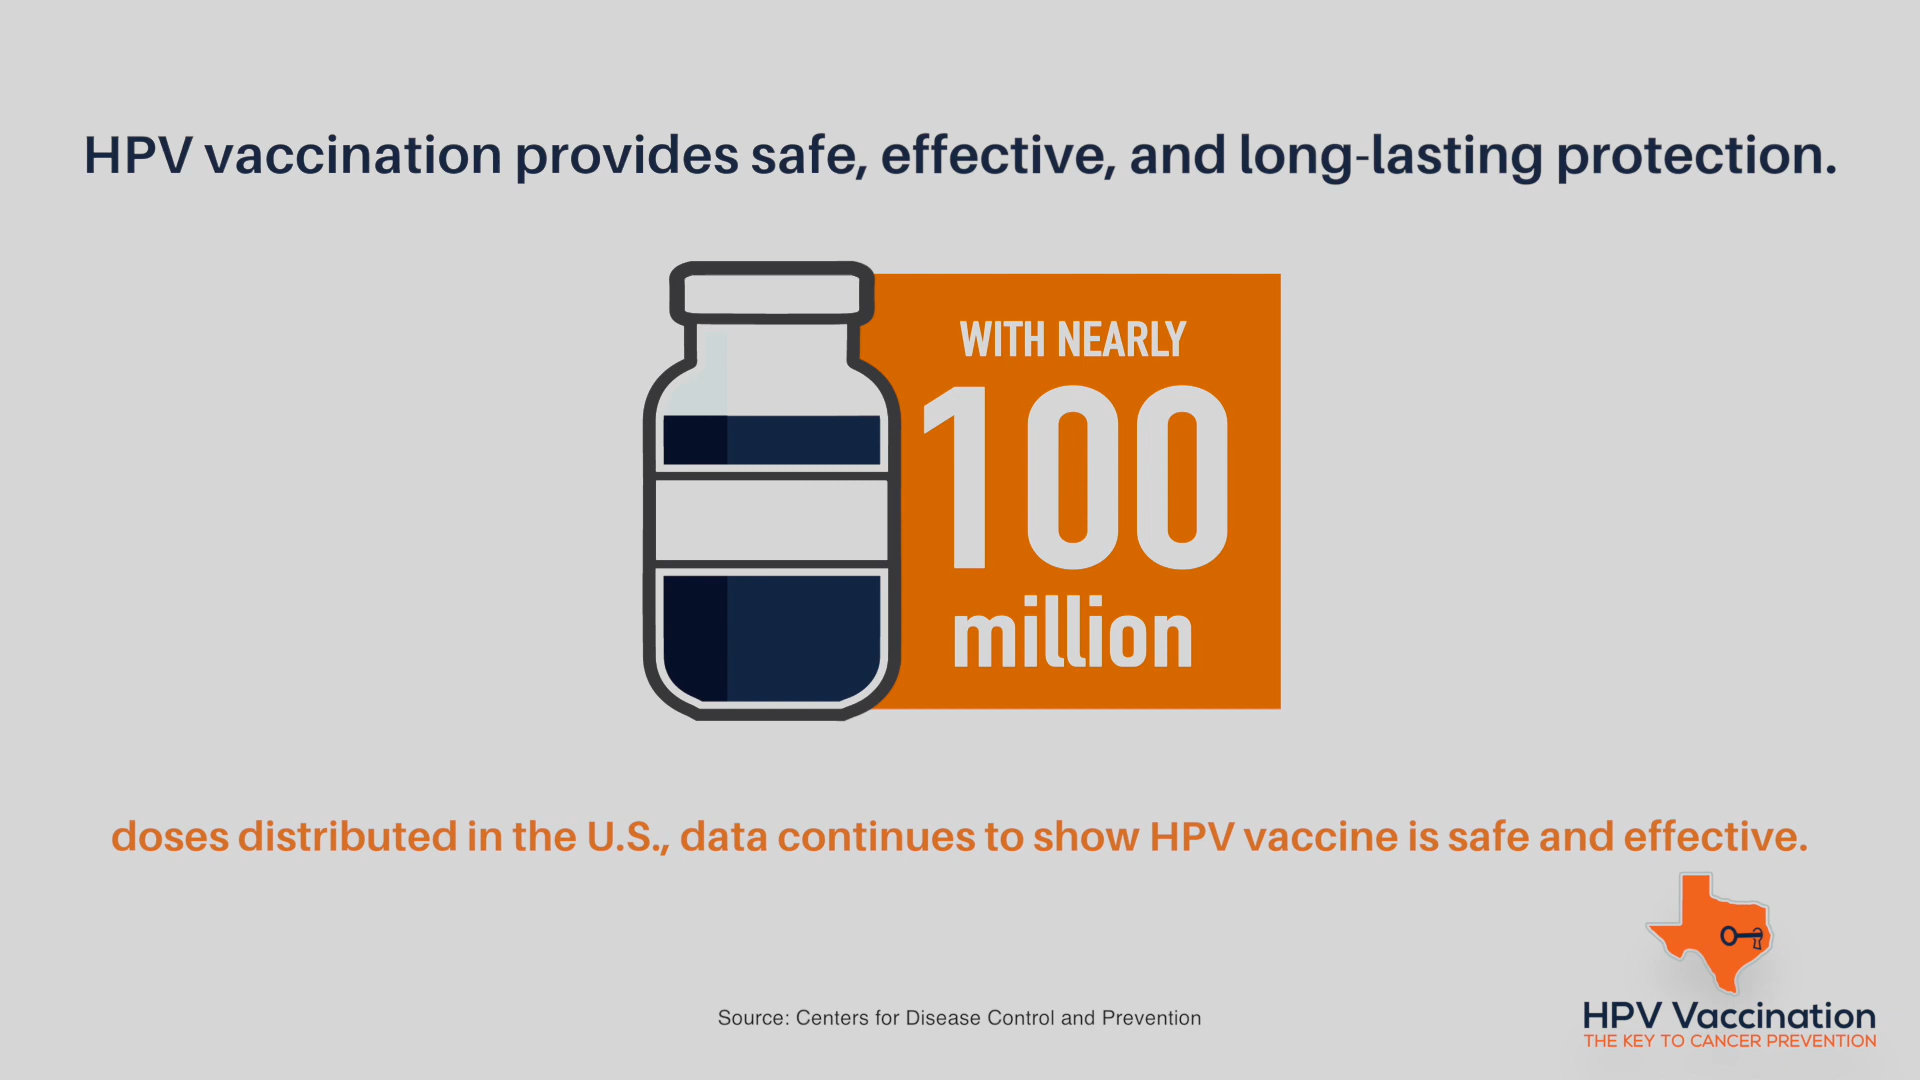 HPV vaccination provides safe, effective, and long-lasting protection.
WITH NEARLY
100
million
doses distributed in the U.S., data continues to show HPV vaccine is safe and effective.
Source: Centers for Disease Control and Prevention
HPV Vaccination
THE KEY TO CANCER PREVENTION